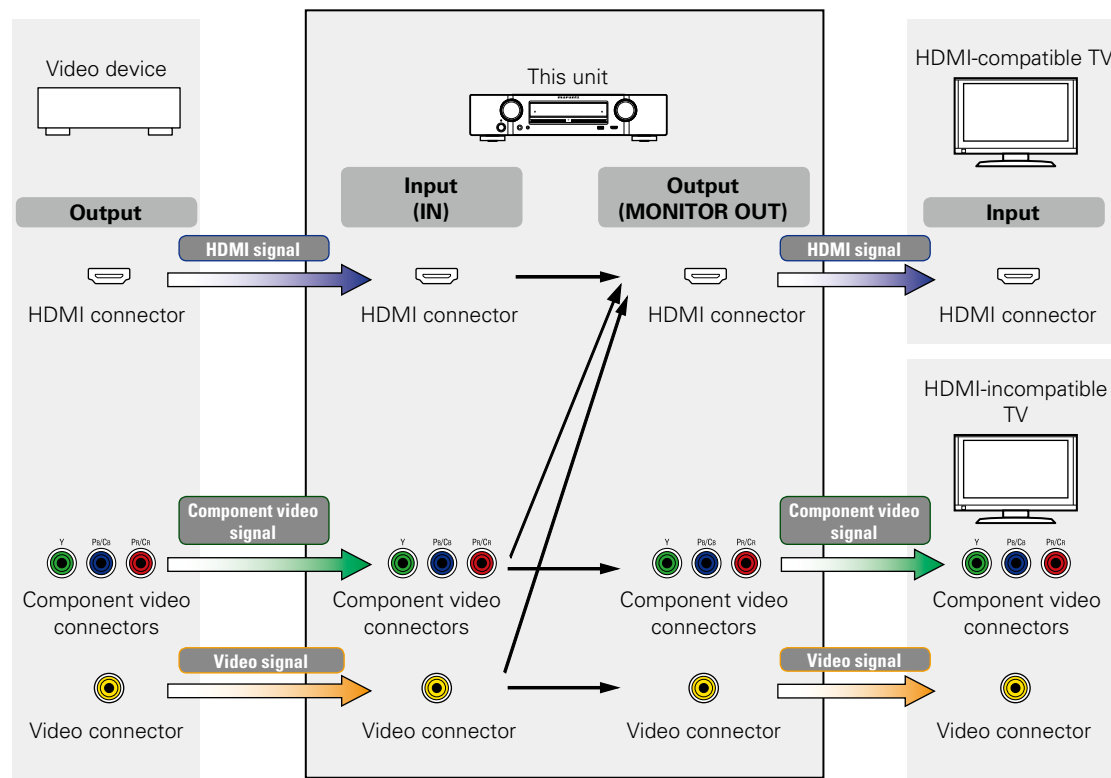 Video device
This unit
marantz
HDMI-compatible TV
Output
Input
(IN)
Output
(MONITOR OUT)
Input
HDMI signal
HDMI signal
HDMI connector
HDMI connector
HDMI connector
HDMI connector
HDMI-incompatible
TV
Component video
signal
Component video
signal
Y PB/CB PR/CR
Y PB/CB PR/CR
Y PB/CB PR/CR
Y PB/CB PR/CR
Component video
connectors
Component video
connectors
Component video
connectors
Component video
connectors
Video signal
Video signal
Video connector
Video connector
Video connector
Video connector